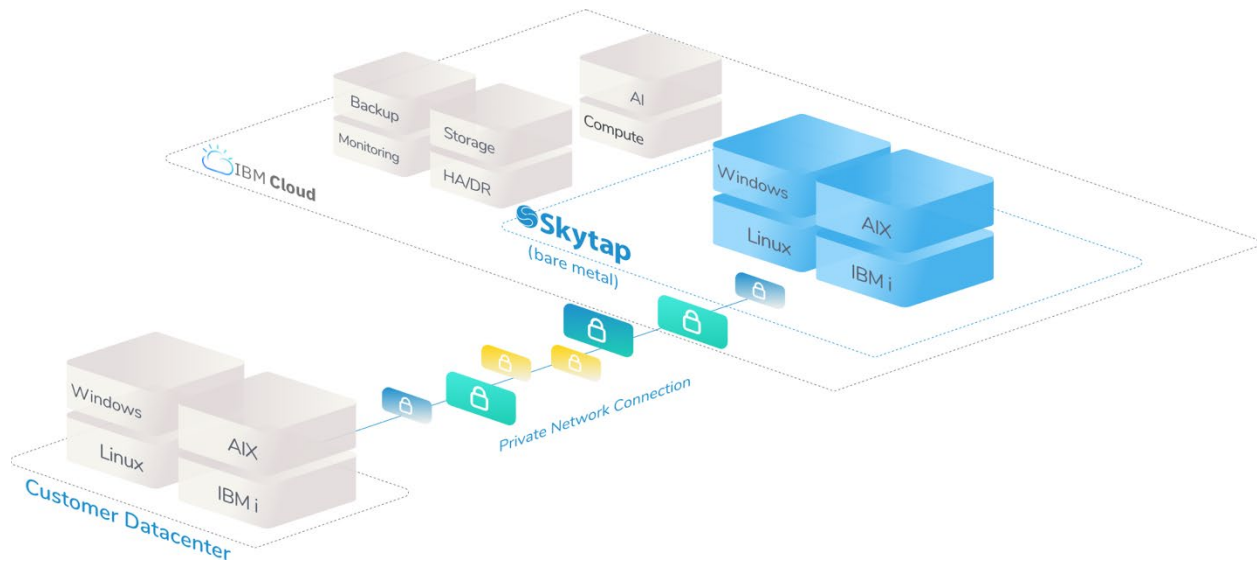 Backup
Monitoring
Storage
HA/DR
AI
Compute
IBM Cloud
Skytap
(bare metal)
Windows
Linux
AIX
IBM i
Private Network Connection
Windows
Linux
AIX
IBM i
Customer Datacenter